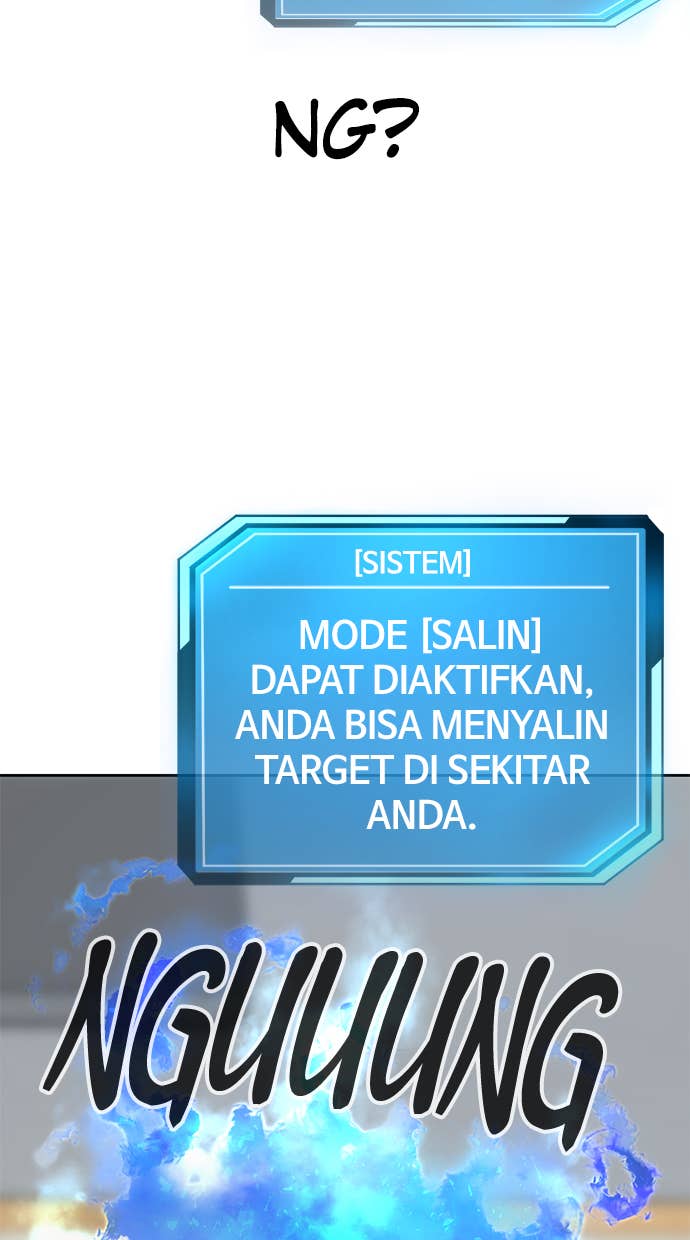 NG?
[SISTEM]
MODE [SALIN]
DAPAT DIAKTIFKAN,
ANDA BISA MENYALIN
TARGET DI SEKITAR
ANDA.
NGUUUNG